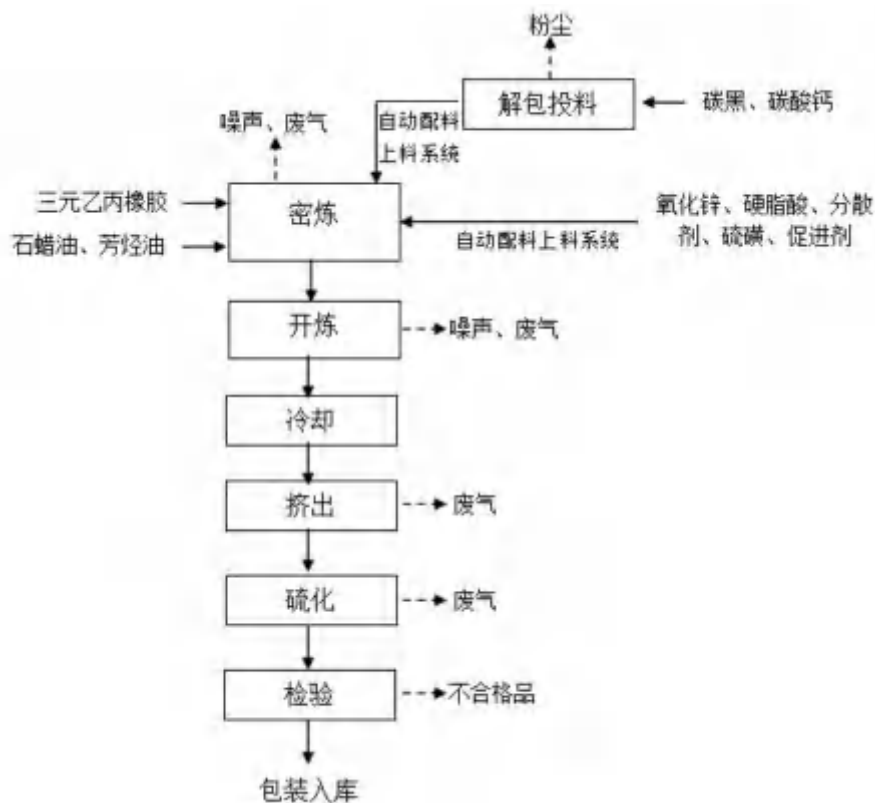 粉尘
解包投料
碳黑、碳酸钙
自动配料
上料系统
噪声、废气
三元乙丙橡胶
石蜡油、芳烃油
密炼
氧化锌、硬脂酸、分散
剂、硫磺、促进剂
自动配料上料系统
开炼
噪声、废气
冷却
挤出
废气
硫化
废气
检验
不合格品
包装入库